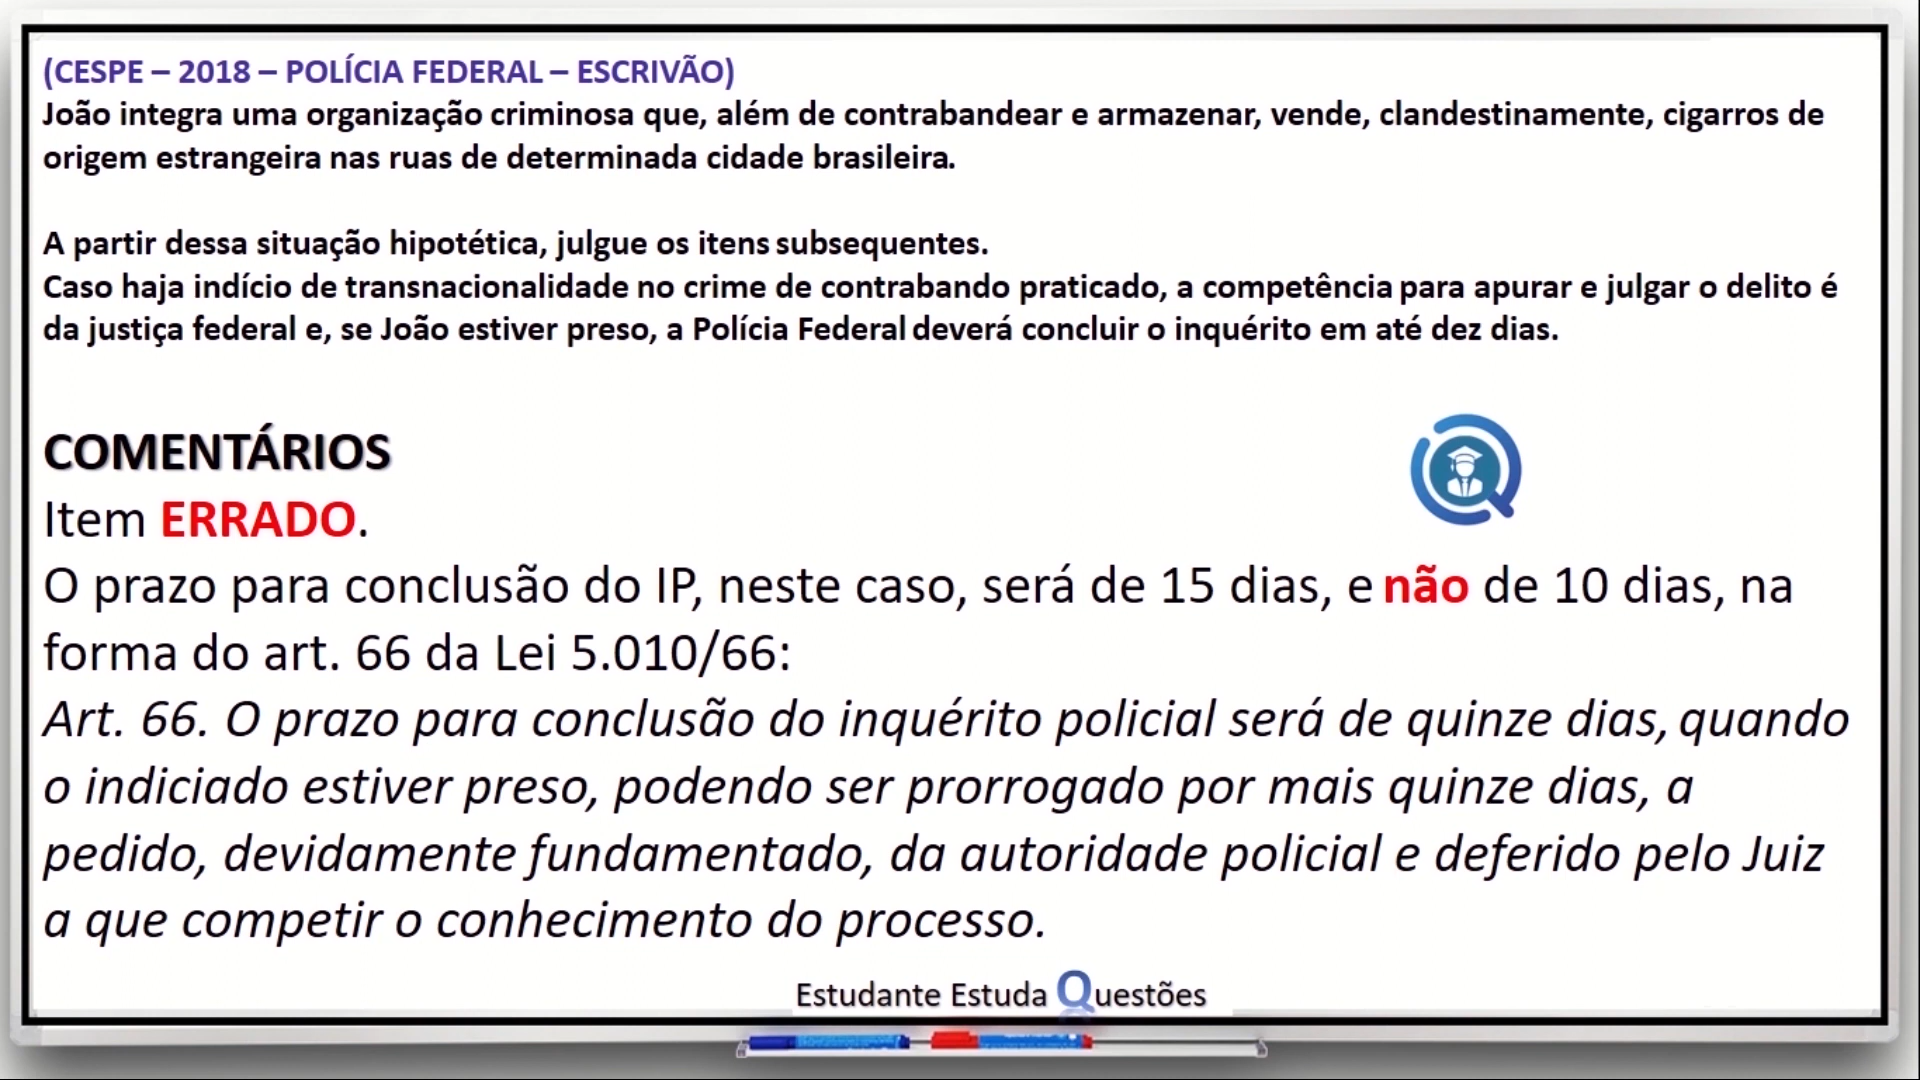 (CESPE – 2018 – POLÍCIA FEDERAL – ESCRIVÃO)
João integra uma organização criminosa que, além de contrabandear e armazenar, vende, clandestinamente, cigarros de
origem estrangeira nas ruas de determinada cidade brasileira.
A partir dessa situação hipotética, julgue os itens subsequentes.
Caso haja indício de transnacionalidade no crime de contrabando praticado, a competência para apurar e julgar o delito é
da justiça federal e, se João estiver preso, a Polícia Federal deverá concluir o inquérito em até dez dias.
COMENTÁRIOS
Item ERRADO.
O prazo para conclusão do IP, neste caso, será de 15 dias, e não de 10 dias, na
forma do art. 66 da Lei 5.010/66:
Art. 66. O prazo para conclusão do inquérito policial será de quinze dias, quando
o indiciado estiver preso, podendo ser prorrogado por mais quinze dias, a
pedido, devidamente fundamentado, da autoridade policial e deferido pelo Juiz
a que competir o conhecimento do processo.
Estudante Estuda Questões